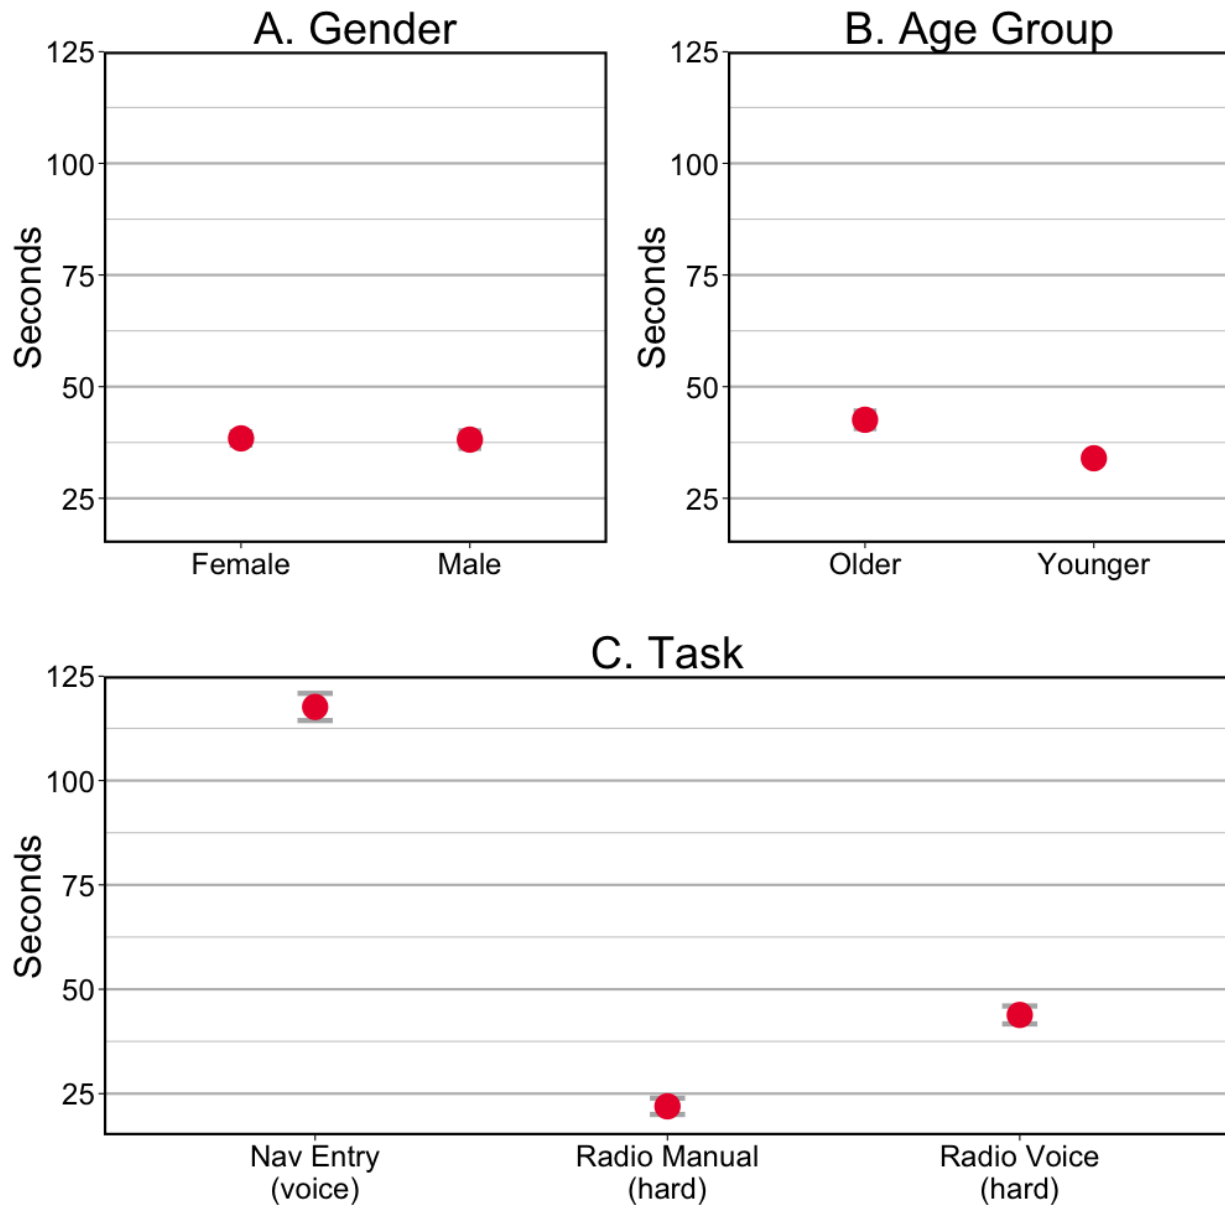 A. Gender
125
100
75
50
25
Seconds
Female Male
B. Age Group
125
100
75
50
25
Seconds
Older Younger
C. Task
125
100
75
50
25
Seconds
Nav Entry Radio Manual Radio Voice
(voice) (hard) (hard)